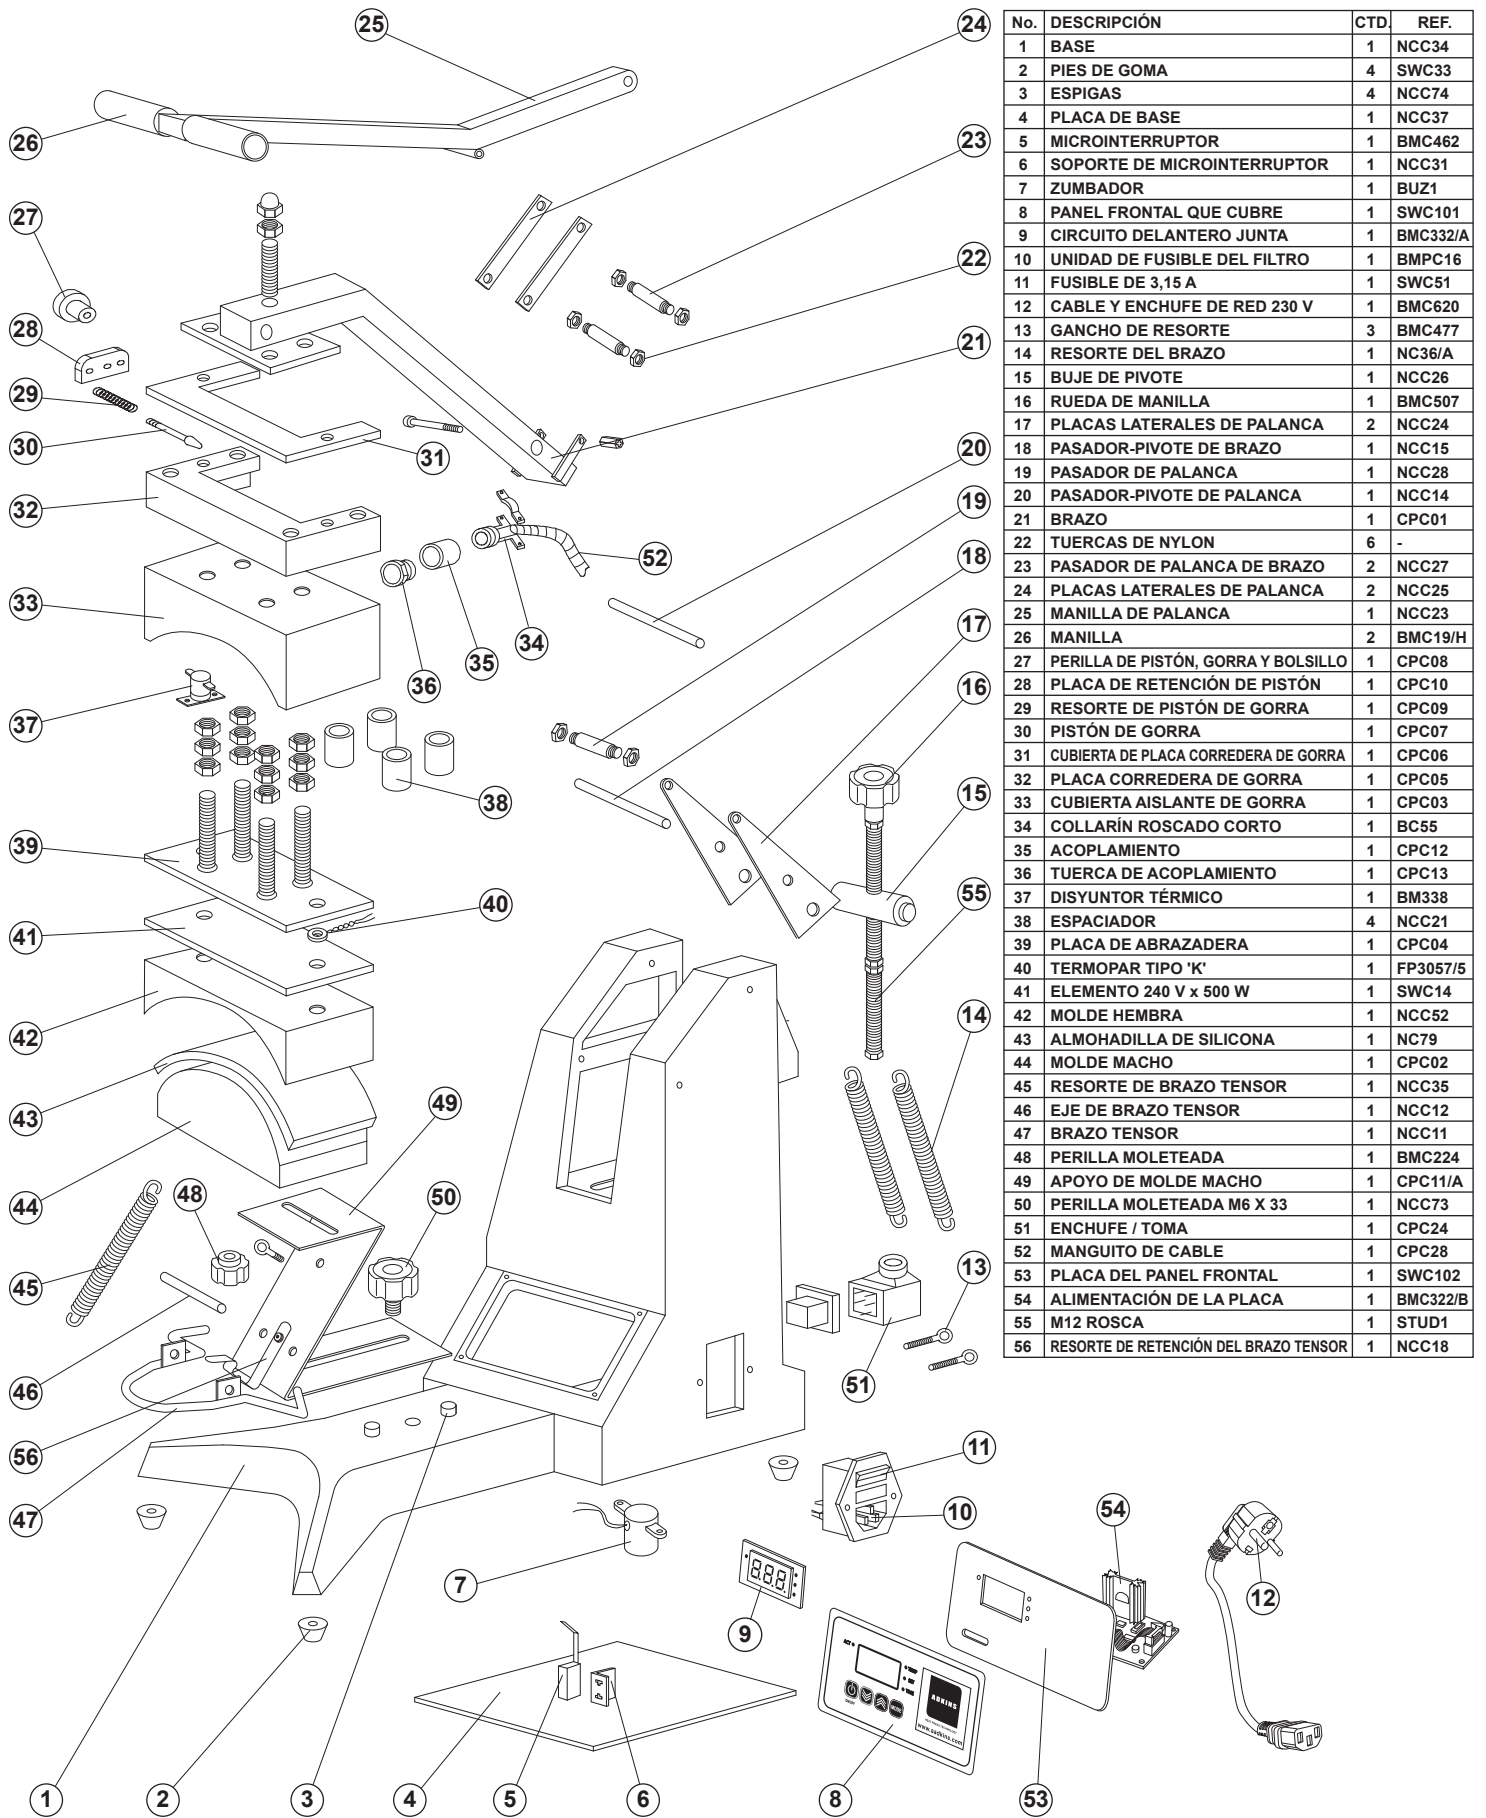 No. DESCRIPCIÓN CTD. REF.
1 BASE 1 NCC34
2 PIES DE GOMA 4 SWC33
3 ESPIGAS 4 NCC74
4 PLACA DE BASE 1 NCC37
5 MICROINTERRUPTOR 1 BMC462
6 SOPORTE DE MICROINTERRUPTOR 1 NCC31
7 ZUMBADOR 1 BUZ1
8 PANEL FRONTAL QUE CUBRE 1 SWC101
9 CIRCUITO DELANTERO JUNTA 1 BMC332/A
10 UNIDAD DE FUSIBLE DEL FILTRO 1 BMPC16
11 FUSIBLE DE 3,15 A 1 SWC51
12 CABLE Y ENCHUFE DE RED 230 V 1 BMC620
13 GANCHO DE RESORTE 3 BMC477
14 RESORTE DEL BRAZO 1 NC36/A
15 BUJE DE PIVOTE 1 NCC26
16 RUEDA DE MANILLA 1 BMC507
17 PLACAS LATERALES DE PALANCA 2 NCC24
18 PASADOR-PIVOTE DE BRAZO 1 NCC15
19 PASADOR DE PALANCA 1 NCC28
20 PASADOR-PIVOTE DE PALANCA 1 NCC14
21 BRAZO 1 CPC01
22 TUERCAS DE NYLON 6 -
23 PASADOR DE PALANCA DE BRAZO 2 NCC27
24 PLACAS LATERALES DE PALANCA 2 NCC25
25 MANILLA DE PALANCA 1 NCC23
26 MANILLA 2 BMC19/H
27 PERILLA DE PISTÓN, GORRA Y BOLSILLO 1 CPC08
28 PLACA DE RETENCIÓN DE PISTÓN 1 CPC10
29 RESORTE DE PISTÓN DE GORRA 1 CPC09
30 PISTÓN DE GORRA 1 CPC07
31 CUBIERTA DE PLACA CORREDERA DE GORRA 1 CPC06
32 PLACA CORREDERA DE GORRA 1 CPC05
33 CUBIERTA AISLANTE DE GORRA 1 CPC03
34 COLLARÍN ROSCADO CORTO 1 BC55
35 ACOPLAMIENTO 1 CPC12
36 TUERCA DE ACOPLAMIENTO 1 CPC13
37 DISYUNTOR TÉRMICO 1 BM338
38 ESPACIADOR 4 NCC21
39 PLACA DE ABRAZADERA 1 CPC04
40 TERMOPAR TIPO 'K' 1 FP3057/5
41 ELEMENTO 240 V x 500 W 1 SWC14
42 MOLDE HEMBRA 1 NCC52
43 ALMOHADILLA DE SILICONA 1 NC79
44 MOLDE MACHO 1 CPC02
45 RESORTE DE BRAZO TENSOR 1 NCC35
46 EJE DE BRAZO TENSOR 1 NCC12
47 BRAZO TENSOR 1 NCC11
48 PERILLA MOLETEADA 1 BMC224
49 APOYO DE MOLDE MACHO 1 CPC11/A
50 PERILLA MOLETEADA M6 X 33 1 NCC73
51 ENCHUFE / TOMA 1 CPC24
52 MANGUITO DE CABLE 1 CPC28
53 PLACA DEL PANEL FRONTAL 1 SWC102
54 ALIMENTACIÓN DE LA PLACA 1 BMC322/B
55 M12 ROSCA 1 STUD1
56 RESORTE DE RETENCIÓN DEL BRAZO TENSOR 1 NCC18
25
24
26
23
27
22
28
21
29
30
31
20
32
19
52
18
33
34
17
35
36
16
37
38
15
39
40
55
41
14
42
43
49
44
48
50
13
45
46
51
56
11
47
10
54
7
12
9
ACT
8.8.8
ADKINS
www.aadkins.com
1
2
3
4
5
6
8
53